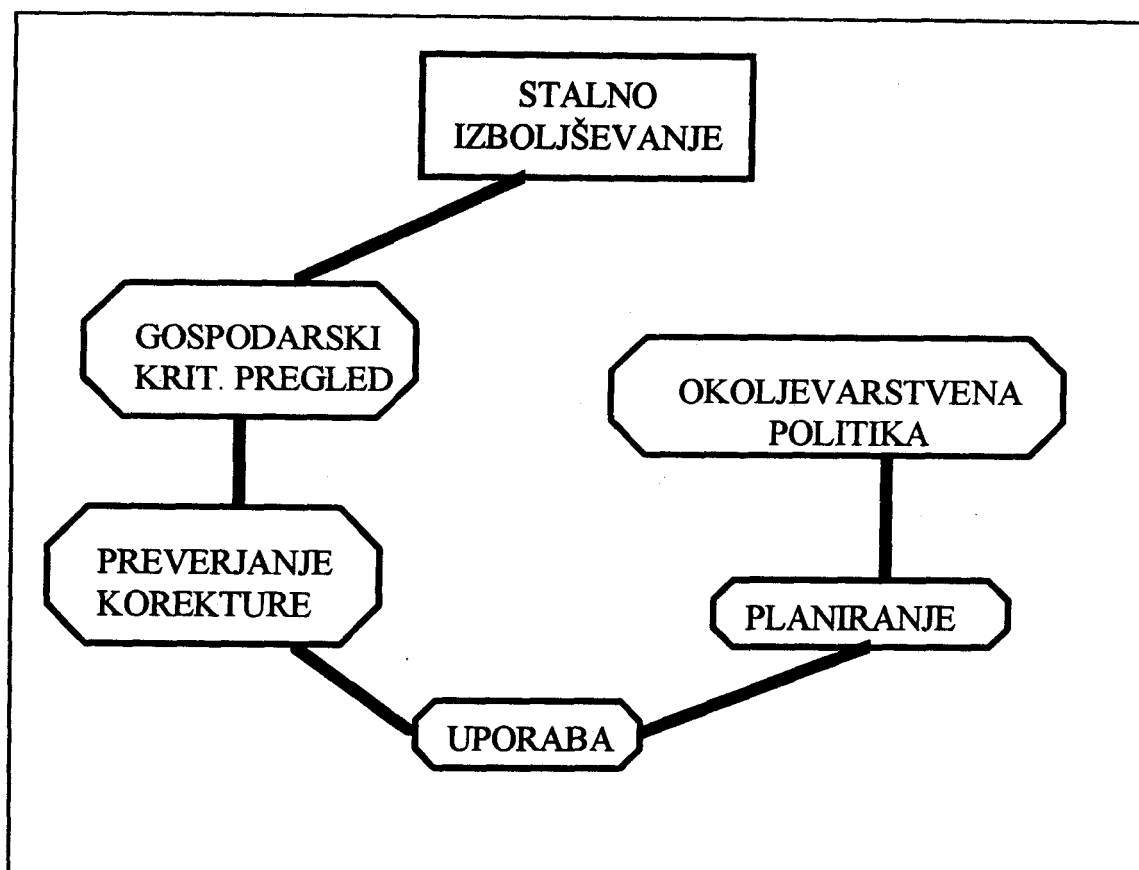 STALNO
IZBOLJŠEVANJE
GOSPODARSKI
KRIT. PREGLED
OKOLJEVARSTVENA
POLITIKA
PREVERJANJE
KOREKTURE
PLANIRANJE
UPORABA